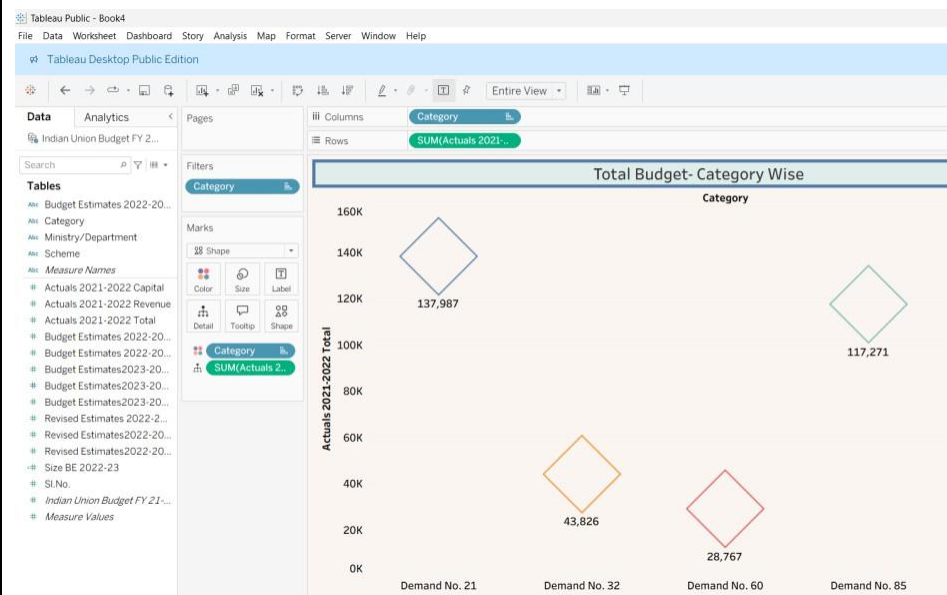 Tableau Public - Book4
File Data Worksheet Dashboard Story Analysis Map Format Server Window Help
Tableau Desktop Public Edition
Entire View
Data Analytics
Indian Union Budget FY 2...
Search
Tables
Abc Budget Estimates 2022-20...
Abc Category
Abc Ministry/Department
Abc Scheme
Abc Measure Names
# Actuals 2021-2022 Capital
# Actuals 2021-2022 Revenue
# Actuals 2021-2022 Total
# Budget Estimates 2022-20...
# Budget Estimates 2022-20...
# Budget Estimates2023-20...
# Budget Estimates2023-20...
# Budget Estimates2023-20...
# Revised Estimates 2022-2...
# Revised Estimates2022-20...
# Revised Estimates2022-20...
# Size BE 2022-23
# Sl.No.
# Indian Union Budget FY 21-...
# Measure Values
Pages
Filters
Category
Marks
Shape
Color Size Label
Detail Tooltip Shape
Category
SUM(Actuals 2..
Columns Category
Rows SUM(Actuals 2021-..
Total Budget- Category Wise
Category
Actuals 2021-2022 Total
160K
140K
120K
100K
80K
60K
40K
20K
0K
137,987
43,826
28,767
117,271
Demand No. 21 Demand No. 32 Demand No. 60 Demand No. 85